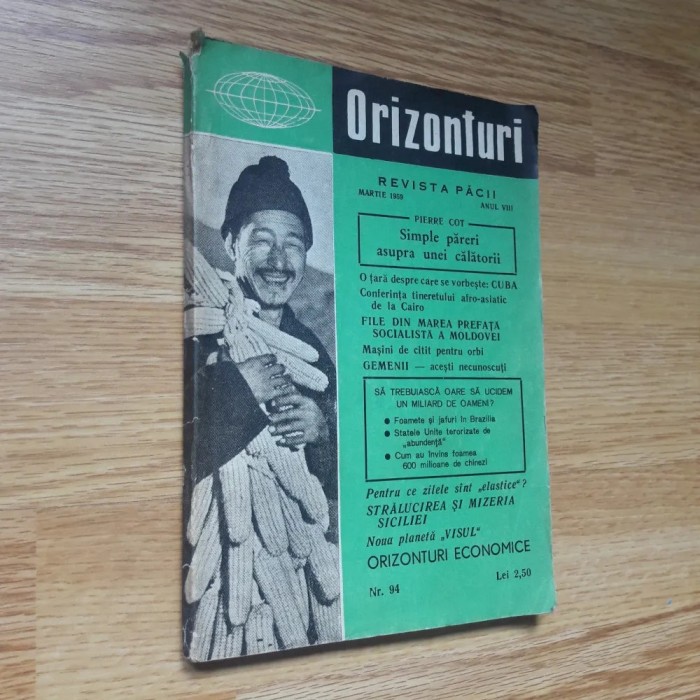 Orizonturi
REVISTA PĂCII
MARTIE 1959 ANUL VIII
PIERRE COT
Simple păreri
asupra unei călătorii
O țară despre care se vorbește: CUBA
Conferința tineretului afro-asiatic
de la Cairo
FILE DIN MAREA PREFAȚA
SOCIALISTĂ A MOLDOVEI
Mașini de citit pentru orbi
GEMENII — acești necunoscuți
SĂ TREBUIASCĂ OARE SĂ UCIDEM
UN MILIARD DE OAMENI?
● Foamete și jafuri în Brazilia
● Statele Unite terorizate de
„abundență”
● Cum au învins foamea
600 milioane de chinezi
Pentru ce zilele sînt „elastice“?
STRĂLUCIREA ȘI MIZERIA
SICILIEI
Noua planetă „VISUL“
ORIZONTURI ECONOMICE
Nr. 94 Lei 2,50